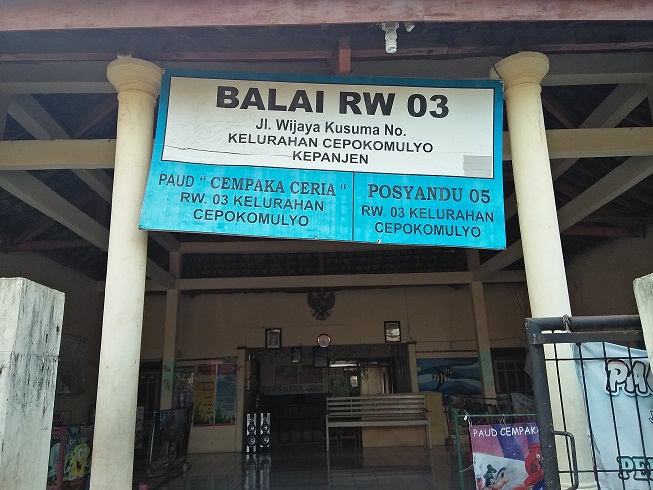 BALAI RW 03
Jl. Wijaya Kusuma No.
KELURAHAN CEPOKOMULYO
KEPANJEN
PAUD " CEMPAKA CERIA "
RW. 03 KELURAHAN
CEPOKOMULYO
POSYANDU 05
RW. 03 KELURAHAN
CEPOKOMULYO
PAUD CEMPAKA